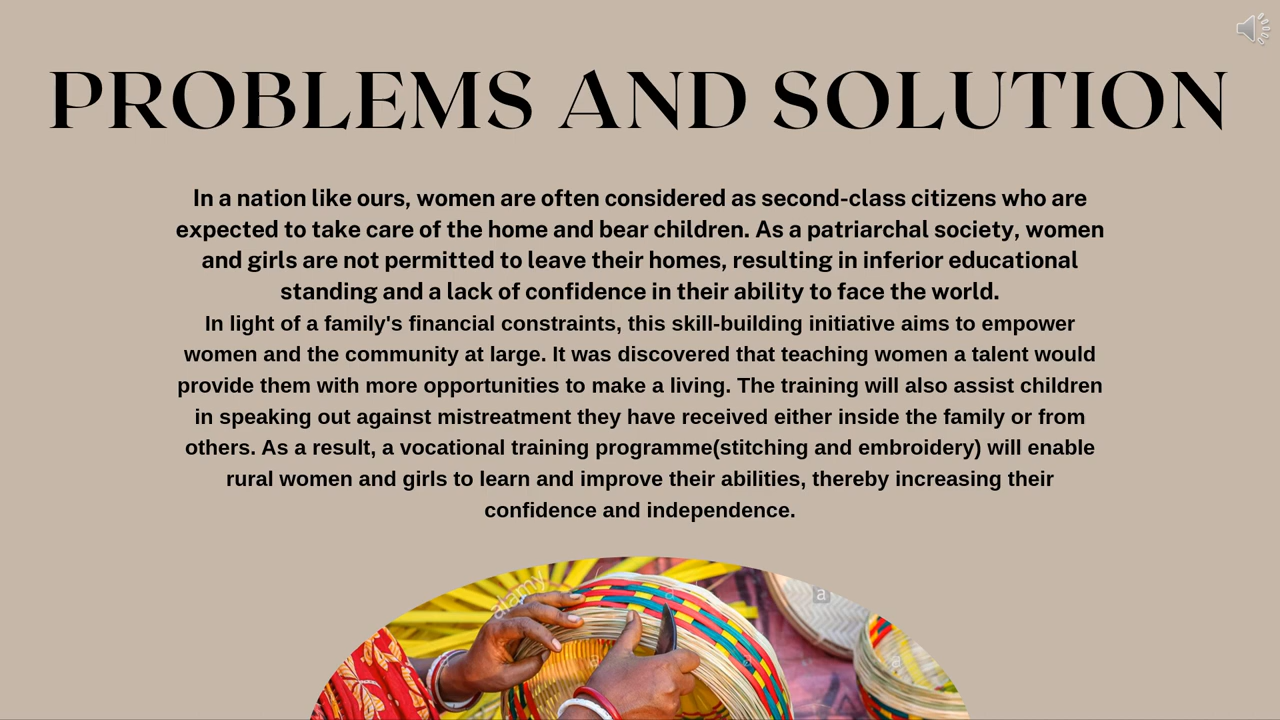 PROBLEMS AND SOLUTION
In a nation like ours, women are often considered as second-class citizens who are
expected to take care of the home and bear children. As a patriarchal society, women
and girls are not permitted to leave their homes, resulting in inferior educational
standing and a lack of confidence in their ability to face the world.
In light of a family's financial constraints, this skill-building initiative aims to empower
women and the community at large. It was discovered that teaching women a talent would
provide them with more opportunities to make a living. The training will also assist children
in speaking out against mistreatment they have received either inside the family or from
others. As a result, a vocational training programme(stitching and embroidery) will enable
rural women and girls to learn and improve their abilities, thereby increasing their
confidence and independence.
alamy
a
a
a
a
a